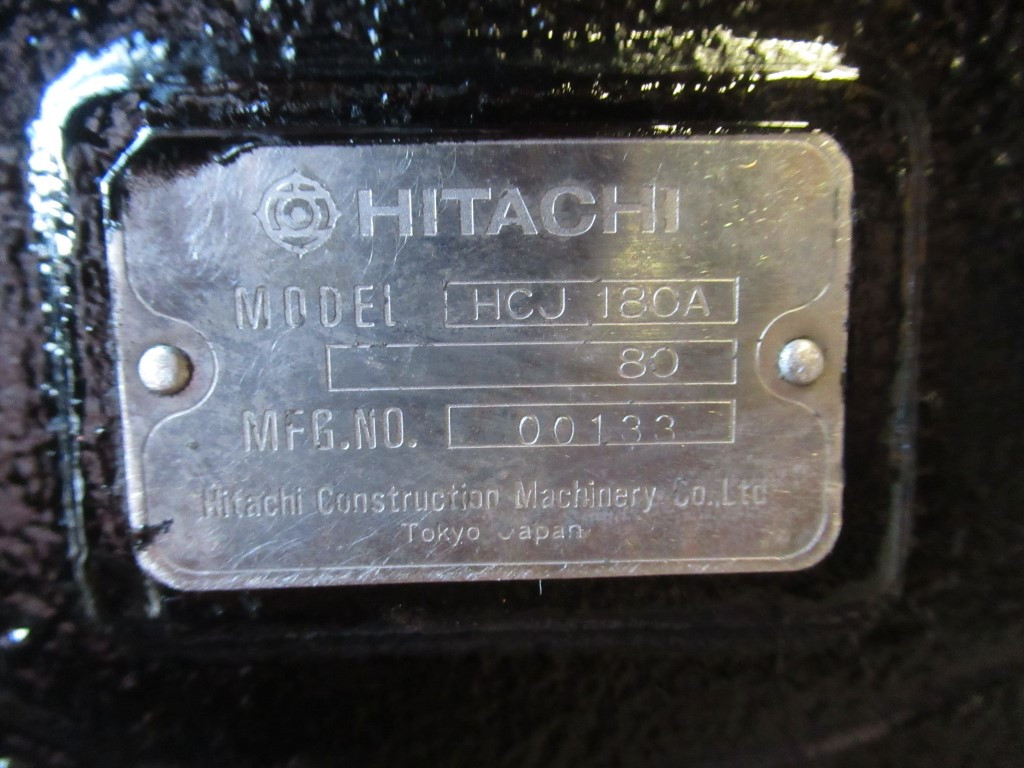 HITACHI
MODEL HCJ 180A
80
MFG.NO. 00133
Hitachi Construction Machinery Co.,Ltd
Tokyo Japan